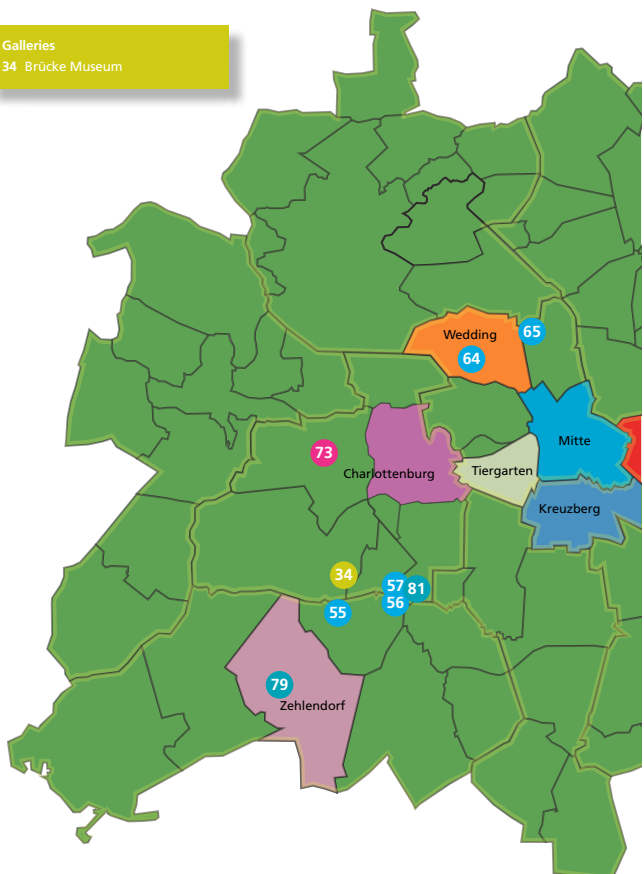 Galleries
34 Brücke Museum
Wedding
65
64
Mitte
73
Charlottenburg
Tiergarten
Kreuzberg
34
57
81
56
55
79
Zehlendorf